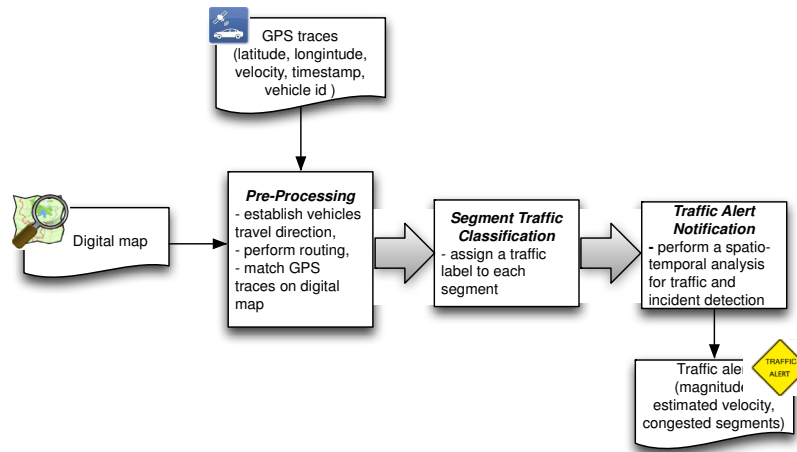 GPS traces
(latitude, longintude,
velocity, timestamp,
vehicle id )
Digital map
Pre-Processing
- establish vehicles
travel direction,
- perform routing,
- match GPS
traces on digital
map
Segment Traffic
Classification
- assign a traffic
label to each
segment
Traffic Alert
Notification
- perform a spatio-
temporal analysis
for traffic and
incident detection
TRAFFIC
ALERT
Traffic aler
(magnitude
estimated velocity,
congested segments)